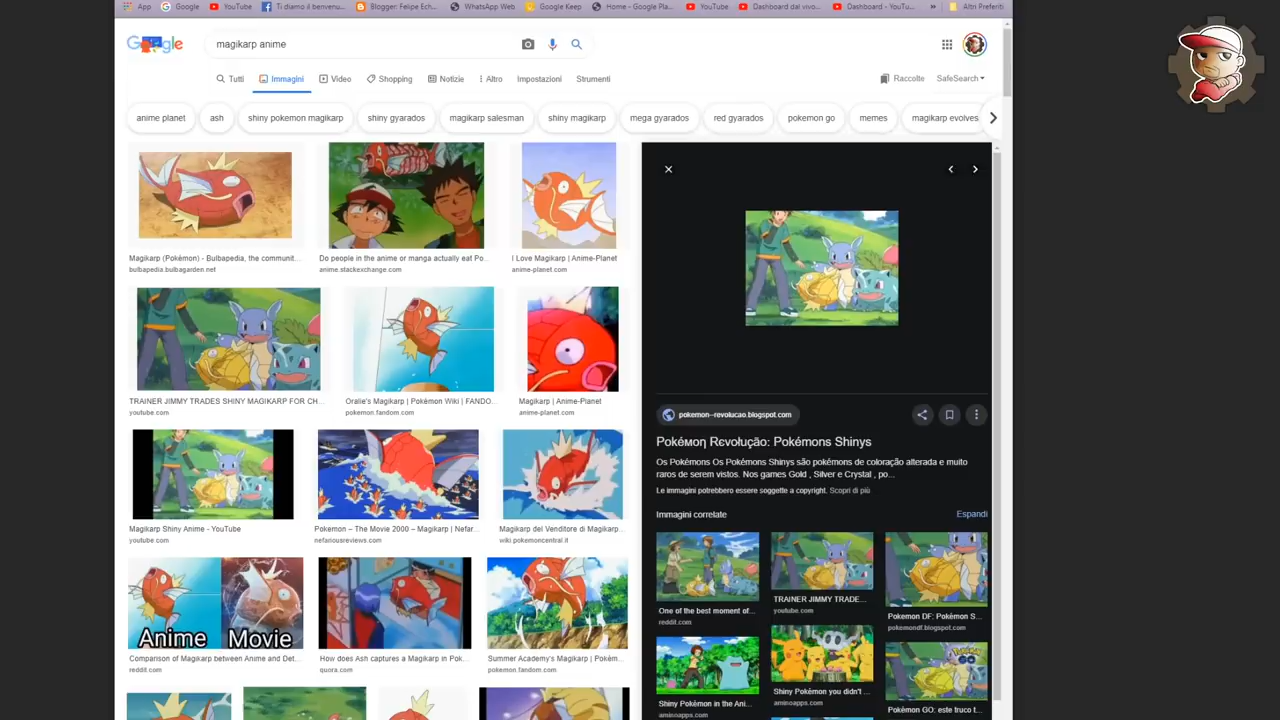 App
Google
YouTube
Ti diamo il benvenu...
Blogger: Felipe Ech...
WhatsApp Web
Google Keep
Home - Google Pla...
YouTube
Dashboard dal vivo...
Dashboard - YouTu...
»
Altri Preferiti
Google
magikarp anime
Tutti
Immagini
Video
Shopping
Notizie
Altro
Impostazioni
Strumenti
Raccolte
SafeSearch
anime planet
ash
shiny pokemon magikarp
shiny gyarados
magikarp salesman
shiny magikarp
mega gyarados
red gyarados
pokemon go
memes
magikarp evolves
Magikarp (Pokémon) - Bulbapedia, the communit...
bulbapedia.bulbagarden.net
Do people in the anime or manga actually eat Po...
anime.stackexchange.com
I Love Magikarp | Anime-Planet
anime-planet.com
TRAINER JIMMY TRADES SHINY MAGIKARP FOR CH...
youtube.com
Oralie's Magikarp | Pokémon Wiki | FANDO...
pokemon.fandom.com
Magikarp | Anime-Planet
anime-planet.com
Magikarp Shiny Anime - YouTube
youtube.com
Pokemon – The Movie 2000 – Magikarp | Nefar...
nefariousreviews.com
Magikarp del Venditore di Magikarp...
wiki.pokemoncentral.it
Anime Movie
Comparison of Magikarp between Anime and Det...
reddit.com
How does Ash captures a Magikarp in Pok...
quora.com
Summer Academy's Magikarp | Pokém...
pokemon.fandom.com
pokemon--revolucao.blogspot.com
Pokéмoη Rεvołução: Pokémons Shinys
Os Pokémons Os Pokémons Shinys são pokémons de coloração alterada e muito
raros de serem vistos. Nos games Gold , Silver e Crystal , po...
Le immagini potrebbero essere soggette a copyright. Scopri di più
Immagini correlate
Espandi
One of the best moment of...
reddit.com
TRAINER JIMMY TRADE...
youtube.com
Pokemon DF: Pokémon S...
pokemondf.blogspot.com
Shiny Pokémon in the Ani...
aminoapps.com
Shiny Pokémon you didn'l ...
aminoapps.com
Pokémon GO: este truco t...